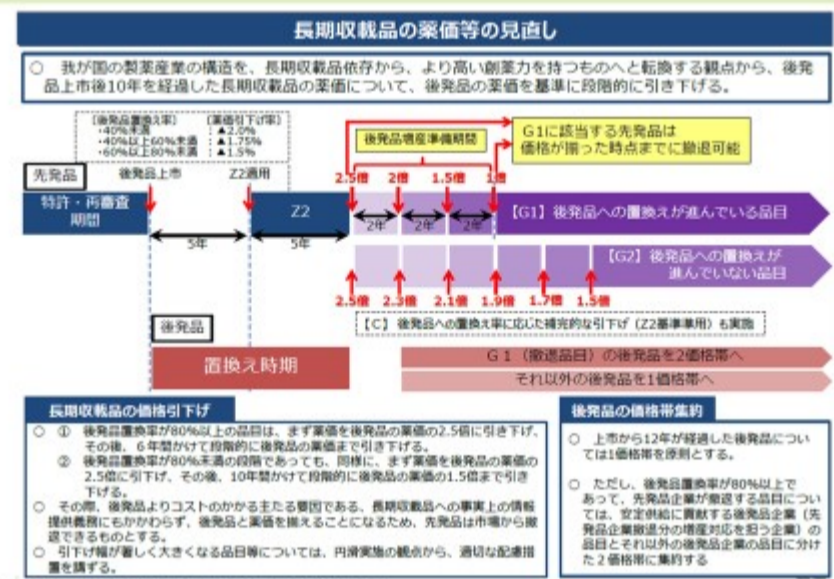 長期収載品の薬価等の見直し
○ 我が国の製薬産業の構造を、長期収載品依存から、より高い創薬力を持つものへと転換する観点から、後発
品上市後10年を経過した長期収載品の薬価について、後発品の薬価を基準に段階的に引き下げる。
〔後発品置換え率〕 〔薬価引下げ率〕
・40%未満 :▲2.0%
・40%以上60%未満 :▲1.75%
・60%以上80%未満 :▲1.5%
後発品増産準備期間
G1に該当する先発品は
価格が揃った時点までに撤退可能
先発品 後発品上市 Z2適用 2.5倍 2倍 1.5倍 1倍
特許・再審査
期間
Z2
【G1】後発品への置換えが進んでいる品目
2年 2年 2年
5年 5年
【G2】後発品への置換えが
進んでいない品目
2.5倍 2.3倍 2.1倍 1.9倍 1.7倍 1.5倍
後発品
【C】後発品への置換え率に応じた補完的な引下げ(Z2基準準用)も実施
置換え時期
G1(撤退品目)の後発品を2価格帯へ
それ以外の後発品を1価格帯へ
長期収載品の価格引下げ
○ ① 後発品置換率が80%以上の品目は、まず薬価を後発品の薬価の2.5倍に引き下げ、
その後、6年間かけて段階的に後発品の薬価まで引き下げる。
② 後発品置換率が80%未満の段階であっても、同様に、まず薬価を後発品の薬価の
2.5倍に引下げ、その後、10年間かけて段階的に後発品の薬価の1.5倍まで引き
下げる。
○ その際、後発品よりコストのかかる主たる要因である、長期収載品への事実上の情報
提供義務にもかかわらず、後発品と薬価を揃えることになるため、先発品は市場から撤
退できるものとする。
○ 引下げ幅が著しく大きくなる品目等については、円滑実施の観点から、適切な配慮措
置を講ずる。
後発品の価格帯集約
○ 上市から12年が経過した後発品につい
ては1価格帯を原則とする。
○ ただし、後発品置換率が80%以上で
あって、先発品企業が撤退する品目につい
ては、安定供給に貢献する後発品企業(先
発品企業撤退分の増産対応を担う企業)の
品目とそれ以外の後発品企業の品目に分け
た2価格帯に集約する